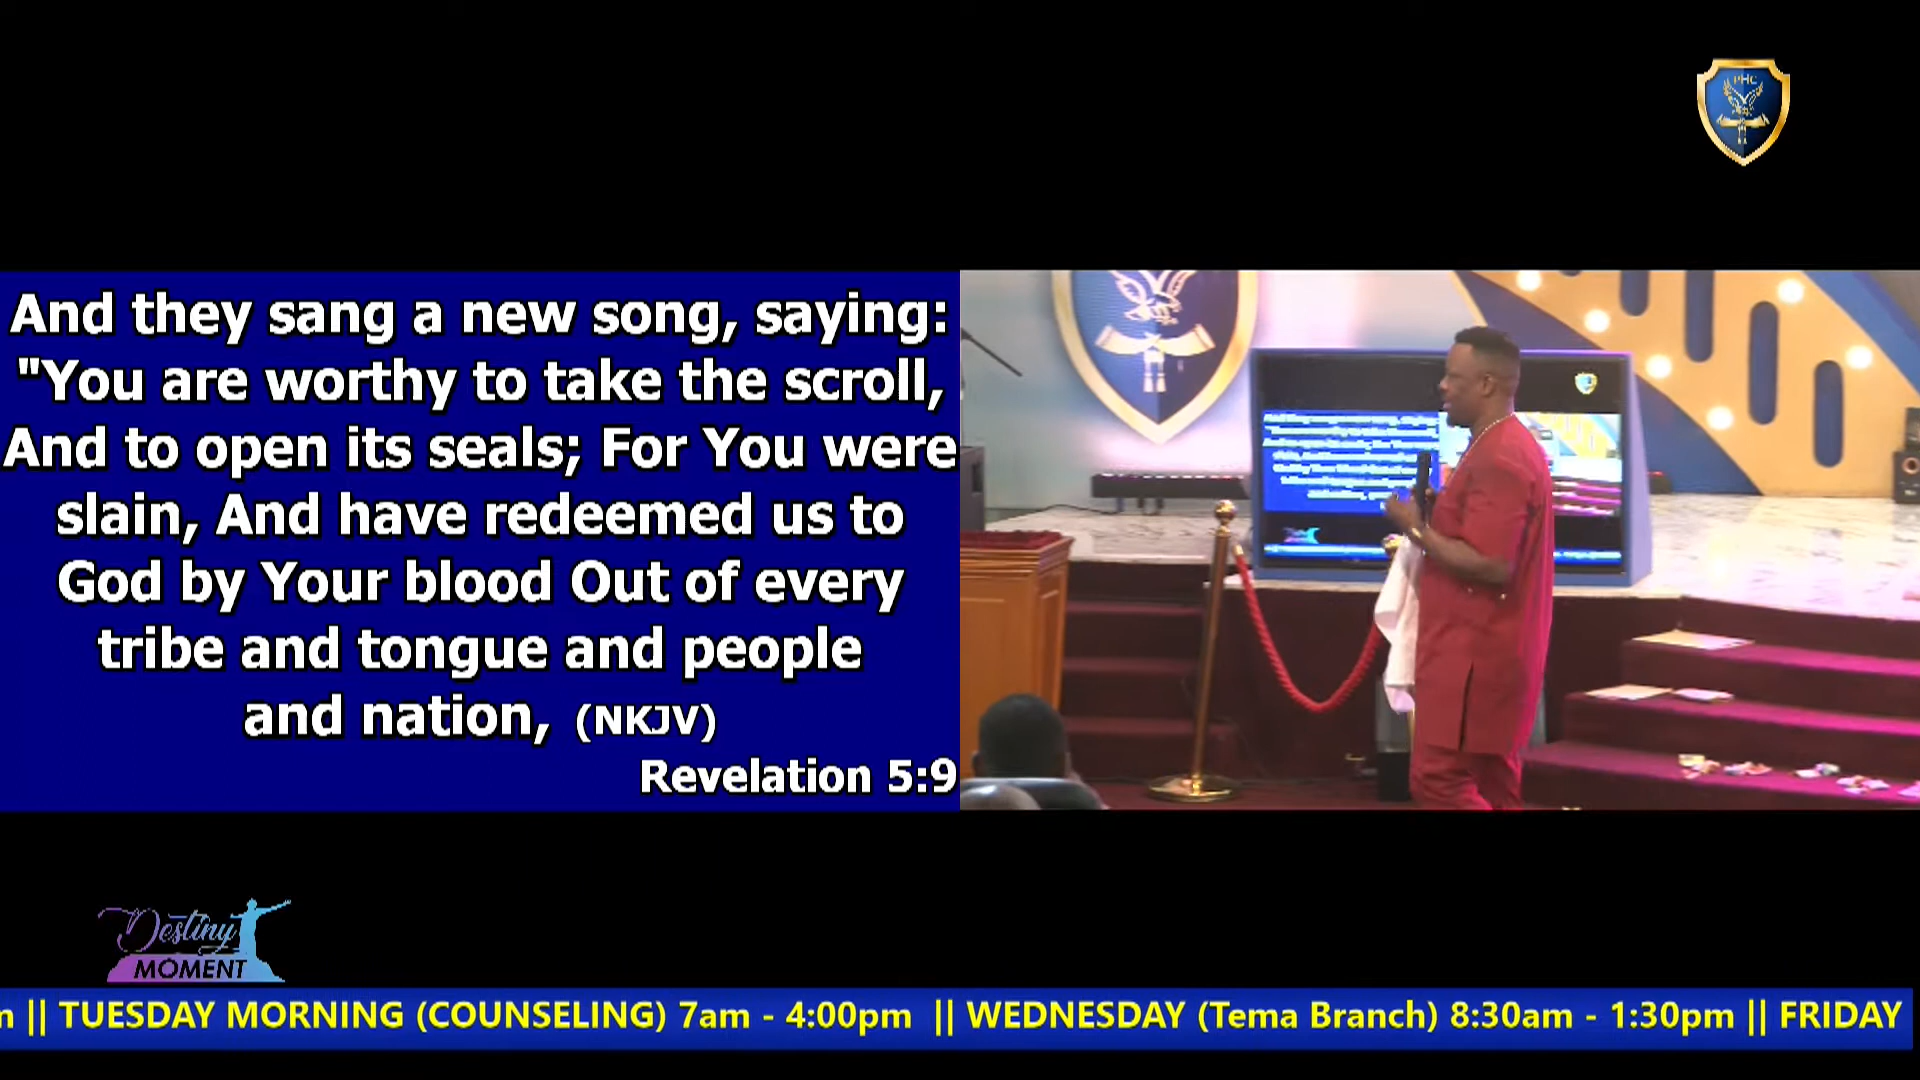 PHC
And they sang a new song, saying:
"You are worthy to take the scroll,
And to open its seals; For You were
slain, And have redeemed us to
God by Your blood Out of every
tribe and tongue and people
and nation, (NKJV)
Revelation 5:9
Destiny
MOMENT
|| TUESDAY MORNING (COUNSELING) 7am - 4:00pm || WEDNESDAY (Tema Branch) 8:30am - 1:30pm || FRIDAY